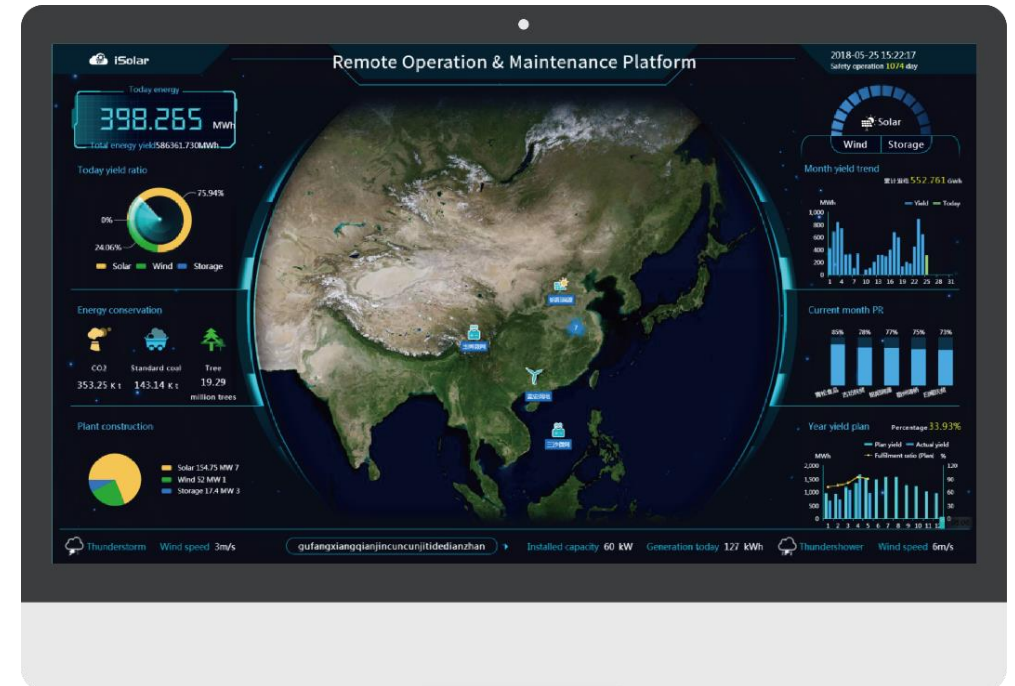 iSolar
Remote Operation & Maintenance Platform
2018-05-25 15:22:17
Safety operation 1074 day
Today energy
398.265 MWh
Total energy yield586361.730MWh
Today yield ratio
75.94%
0%
24.06%
Solar Wind Storage
Energy conservation
CO2 Standard coal Tree
353.25 K t 143.14 K t 19.29
million trees
Plant construction
Solar 154.75 MW 7
Wind 52 MW 1
Storage 17.4 MW 3
Solar
Wind Storage
Month yield trend
552.761 GWh
MWh Yield Today
1,000
800
600
400
200
0
1 4 7 10 13 16 19 22 25 28 31
Current month PR
85% 78% 77% 75% 73%
Year yield plan Percentage 33.93%
Plan yield Actual yield
MWh Fulfilment ratio (Plan) %
2,000 120
1,500 90
1,000 60
500 30
0 0
1 2 3 4 5 6 7 8 9 10 11 12
Thunderstorm Wind speed 3m/s
gufangxiangqianjincuncunjitidedianzhan
Installed capacity 60 kW Generation today 127 kWh
Thundershower Wind speed 6m/s